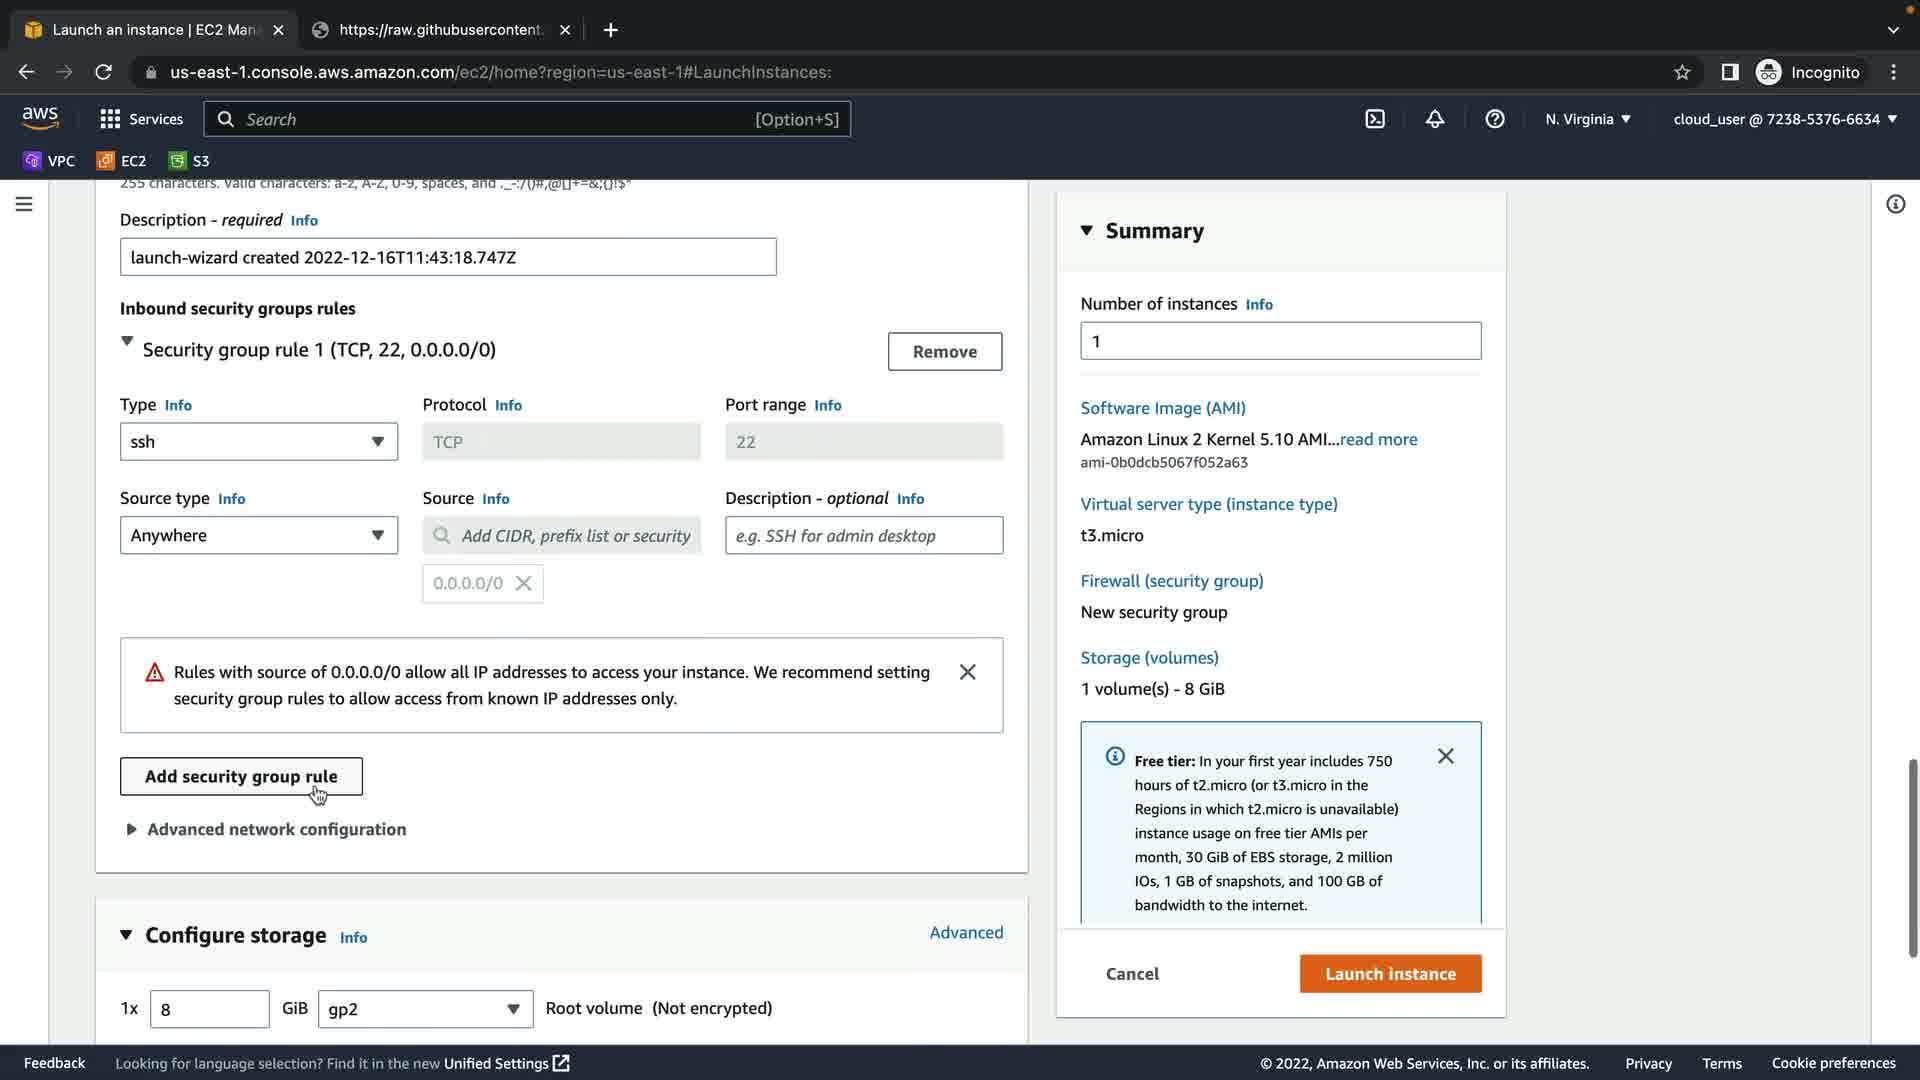 Launch an instance | EC2 Man
https://raw.githubusercontent.
us-east-1.console.aws.amazon.com/ec2/home?region=us-east-1#LaunchInstances:
Incognito
aws
Services
Search
[Option+S]
N. Virginia
cloud_user @ 7238-5376-6634
VPC
EC2
S3
255 characters. Valid characters: a-z, A-Z, 0-9, spaces, and ._-:/()#,@[]+=&;{}!$*
Description - required Info
launch-wizard created 2022-12-16T11:43:18.747Z
Inbound security groups rules
Security group rule 1 (TCP, 22, 0.0.0.0/0)
Remove
Type Info
Protocol Info
Port range Info
ssh
TCP
22
Source type Info
Source Info
Description - optional Info
Anywhere
Add CIDR, prefix list or security
e.g. SSH for admin desktop
0.0.0.0/0
Rules with source of 0.0.0.0/0 allow all IP addresses to access your instance. We recommend setting
security group rules to allow access from known IP addresses only.
Add security group rule
Advanced network configuration
Configure storage Info
Advanced
1x
8
GiB
gp2
Root volume (Not encrypted)
Summary
Number of instances Info
1
Software Image (AMI)
Amazon Linux 2 Kernel 5.10 AMI...read more
ami-0b0dcb5067f052a63
Virtual server type (instance type)
t3.micro
Firewall (security group)
New security group
Storage (volumes)
1 volume(s) - 8 GiB
Free tier: In your first year includes 750
hours of t2.micro (or t3.micro in the
Regions in which t2.micro is unavailable)
instance usage on free tier AMIs per
month, 30 GiB of EBS storage, 2 million
IOs, 1 GB of snapshots, and 100 GB of
bandwidth to the internet.
Cancel
Launch instance
Feedback
Looking for language selection? Find it in the new Unified Settings
© 2022, Amazon Web Services, Inc. or its affiliates.
Privacy
Terms
Cookie preferences